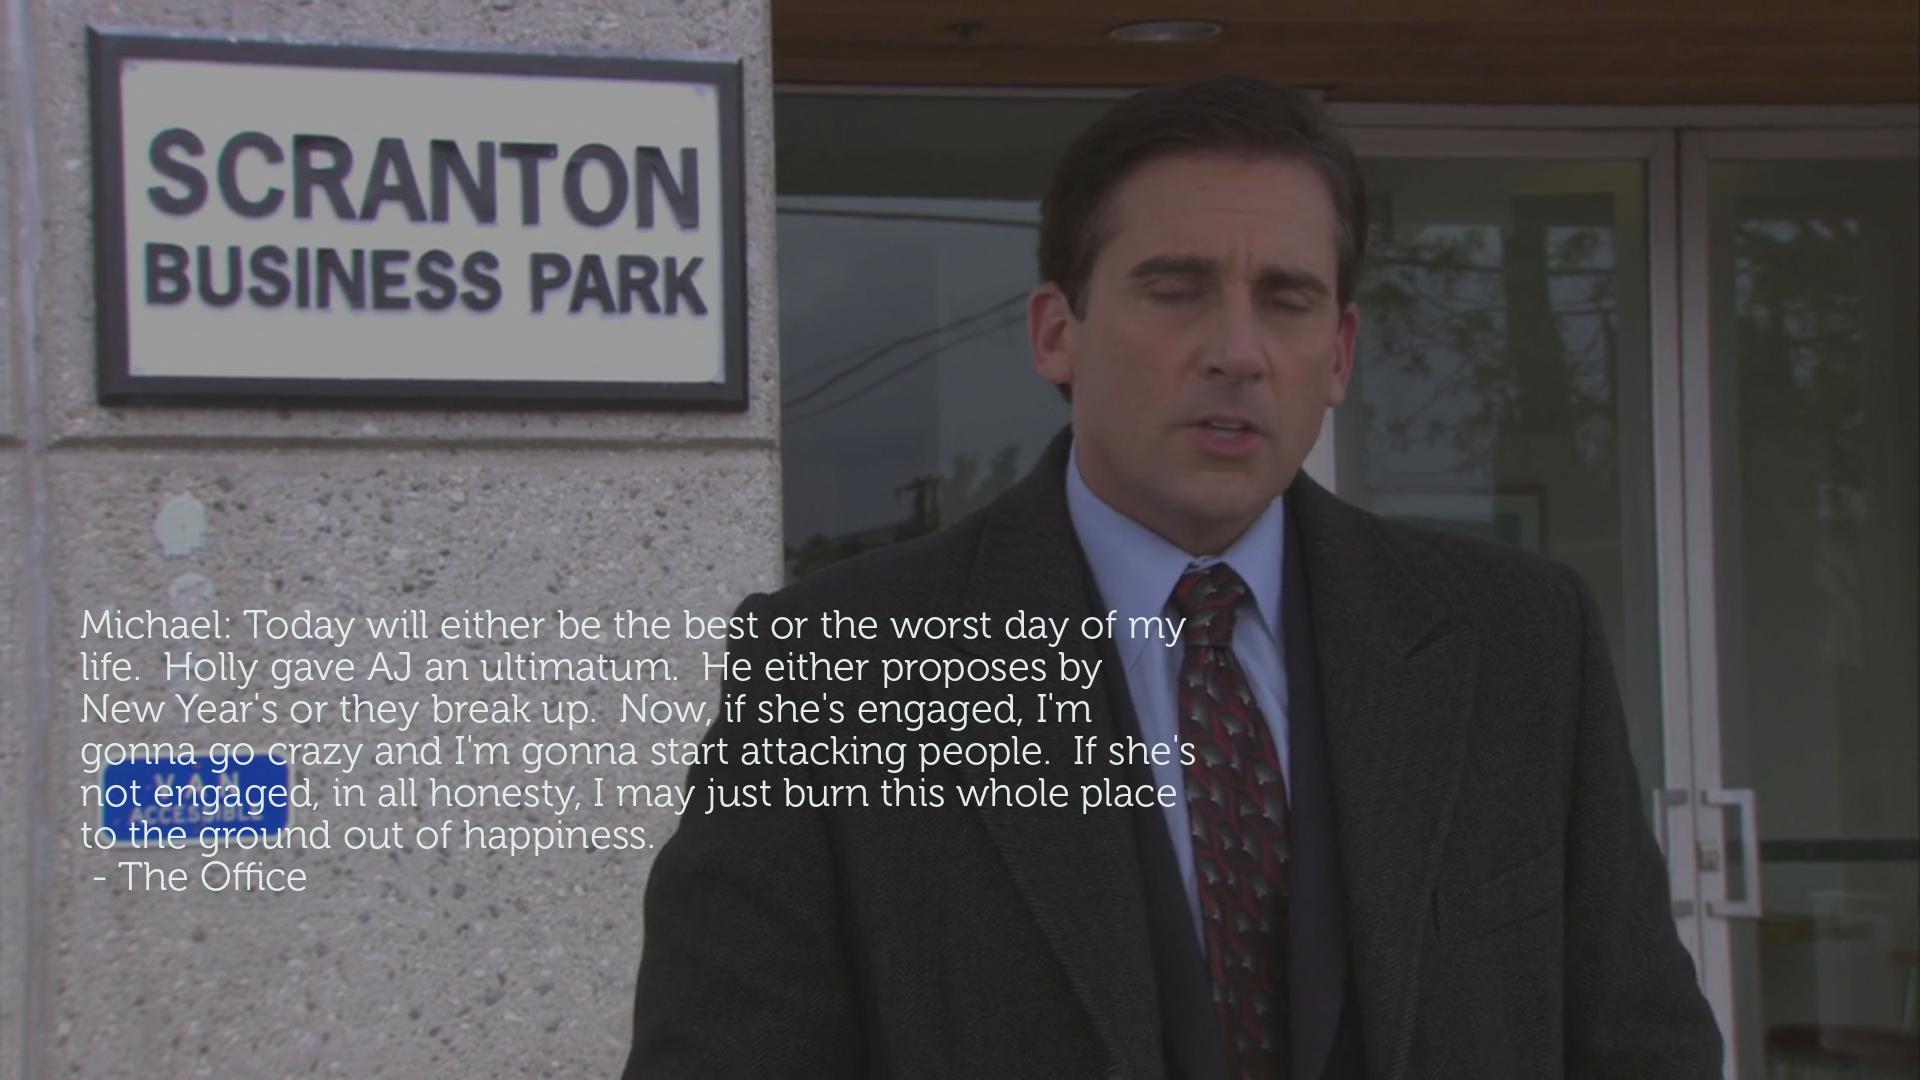 SCRANTON
BUSINESS PARK
Michael: Today will either be the best or the worst day of my
life.  Holly gave AJ an ultimatum.  He either proposes by
New Year's or they break up.  Now, if she's engaged, I'm
gonna go crazy and I'm gonna start attacking people.  If she's
not engaged, in all honesty, I may just burn this whole place
to the ground out of happiness.
- The Office
VAN
ACCESSIBLE